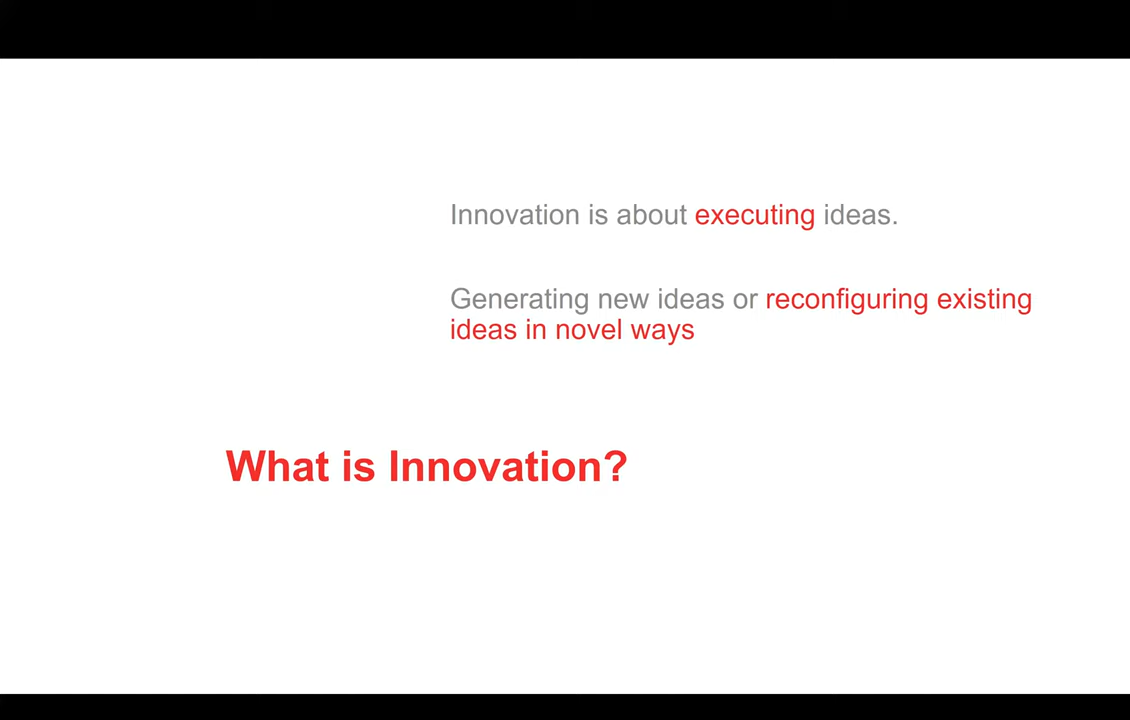 Innovation is about executing ideas.
Generating new ideas or reconfiguring existing
ideas in novel ways
What is Innovation?